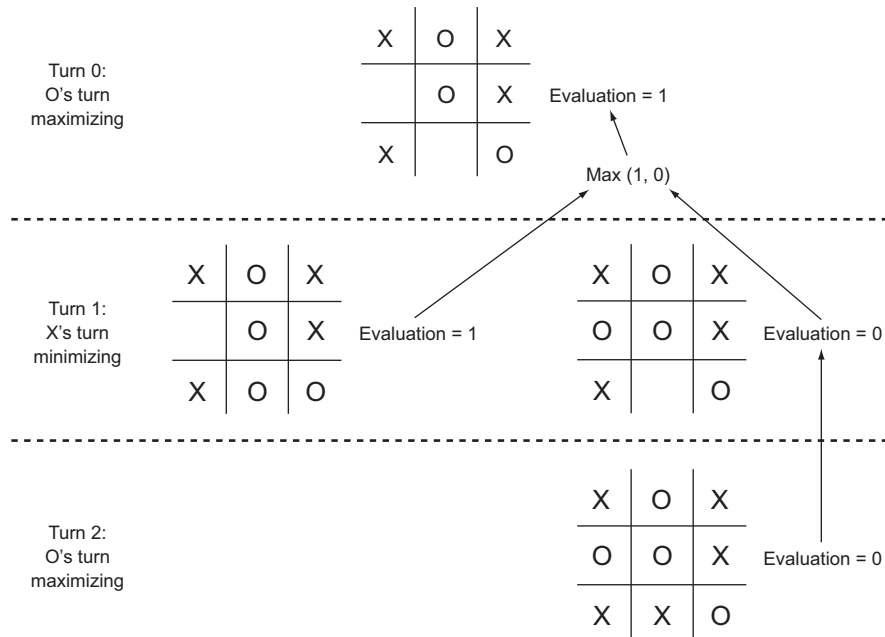 X O X
Turn 0:
O's turn
maximizing
O X
Evaluation = 1
X O
Max (1, 0)
X O X
X O X
Turn 1:
X's turn
minimizing
O X
Evaluation = 1
O O X
Evaluation = 0
X O O
X O
X O X
Turn 2:
O's turn
maximizing
O O X
Evaluation = 0
X X O